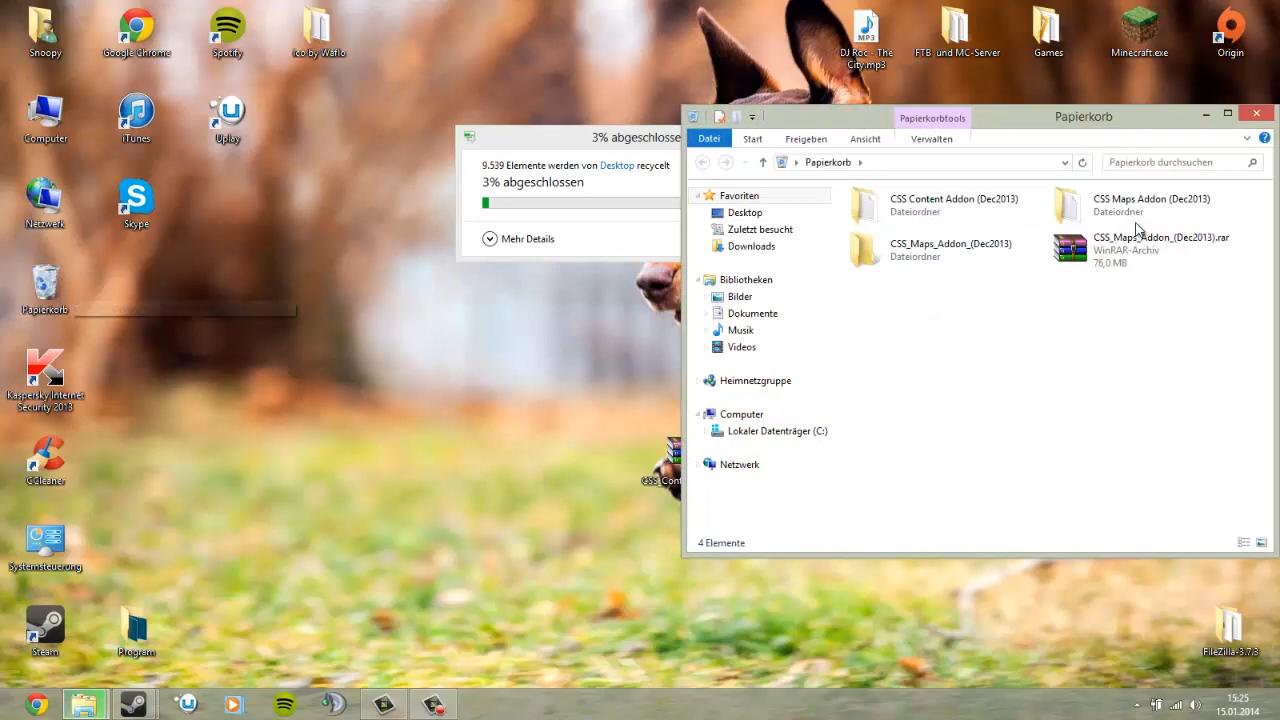 Snoopy
Google Chrome
Spotify
Ico by Waflo
MP3
DJ Roc - The
City.mp3
FTB und MC-Server
Games
Minecraft.exe
Origin
Computer
iTunes
Uplay
Netzwerk
Skype
Papierkorb
Kaspersky Internet
Security 2013
CCleaner
Systemsteuerung
Steam
Program
FileZilla-3.7.3
3% abgeschlosse
9.539 Elemente werden von Desktop recycelt
3% abgeschlossen
Mehr Details
CSS_Cont
Papierkorbtools
Papierkorb
Datei
Start
Freigeben
Ansicht
Verwalten
Papierkorb
Papierkorb durchsuchen
Favoriten
Desktop
Zuletzt besucht
Downloads
Bibliotheken
Bilder
Dokumente
Musik
Videos
Heimnetzgruppe
Computer
Lokaler Datenträger (C:)
Netzwerk
CSS Content Addon (Dec2013)
Dateiordner
CSS Maps Addon (Dec2013)
Dateiordner
CSS_Maps_Addon_(Dec2013)
Dateiordner
CSS_Maps_Addon_(Dec2013).rar
WinRAR-Archiv
76,0 MB
4 Elemente
15:25
15.01.2014